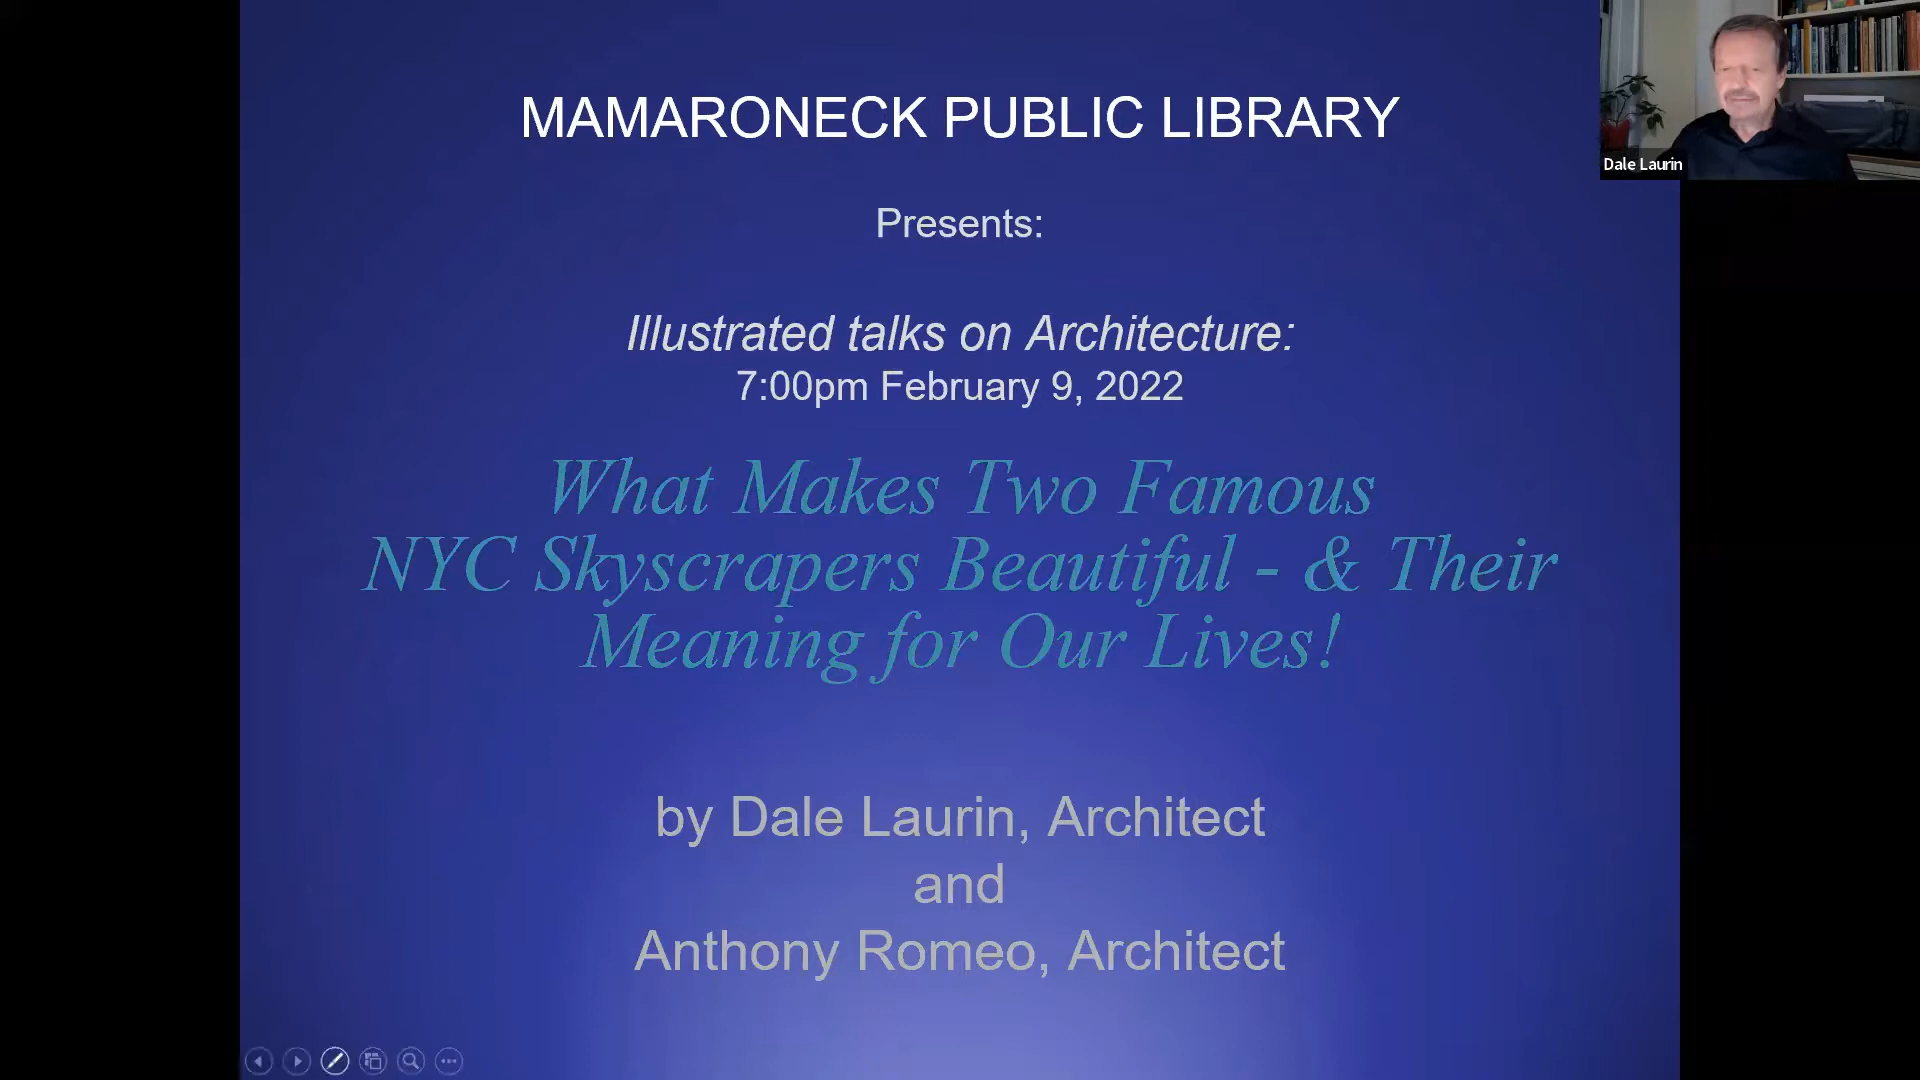 MAMARONECK PUBLIC LIBRARY
Dale Laurin
Presents:
Illustrated talks on Architecture:
7:00pm February 9, 2022
What Makes Two Famous
NYC Skyscrapers Beautiful - & Their
Meaning for Our Lives!
by Dale Laurin, Architect
and
Anthony Romeo, Architect